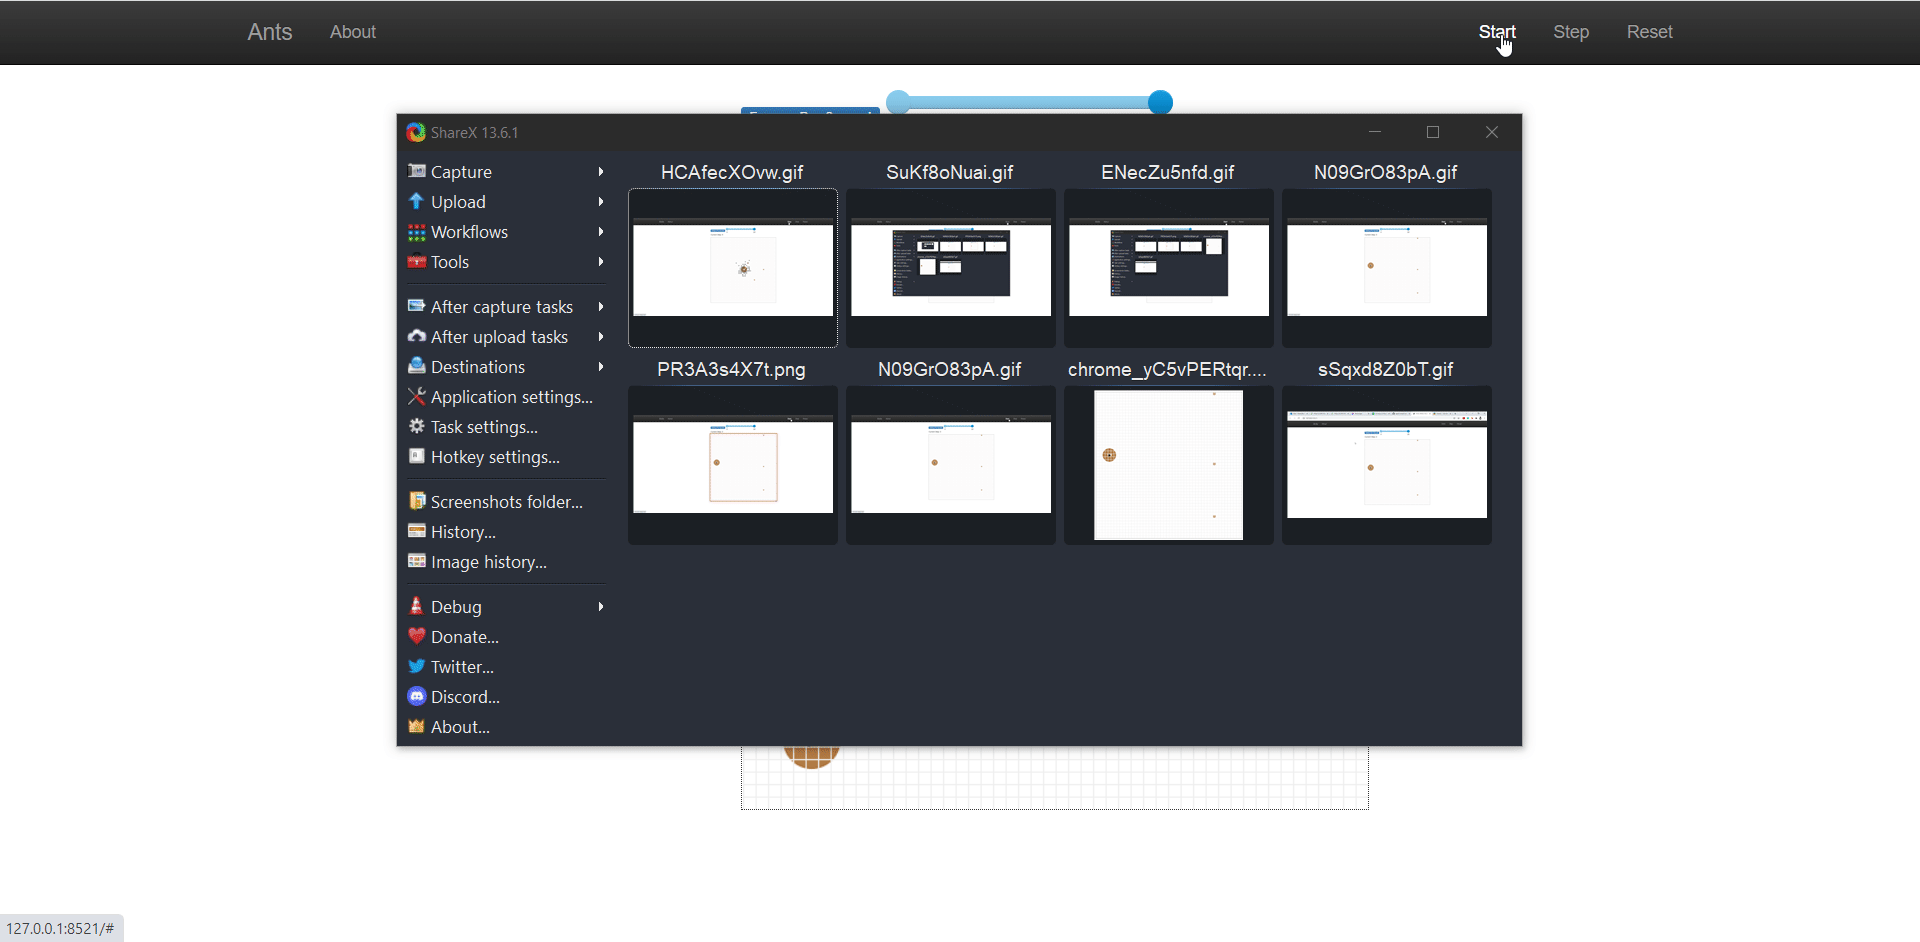 Ants About Start Step Reset
ShareX 13.6.1
Capture
Upload
Workflows
Tools
After capture tasks
After upload tasks
Destinations
Application settings...
Task settings...
Hotkey settings...
Screenshots folder...
History...
Image history...
Debug
Donate...
Twitter...
Discord...
About...
HCAfecXOvw.gif SuKf8oNuai.gif ENecZu5nfd.gif N09GrO83pA.gif
PR3A3s4X7t.png N09GrO83pA.gif chrome_yC5vPERtqr.... sSqxd8Z0bT.gif
127.0.0.1:8521/#